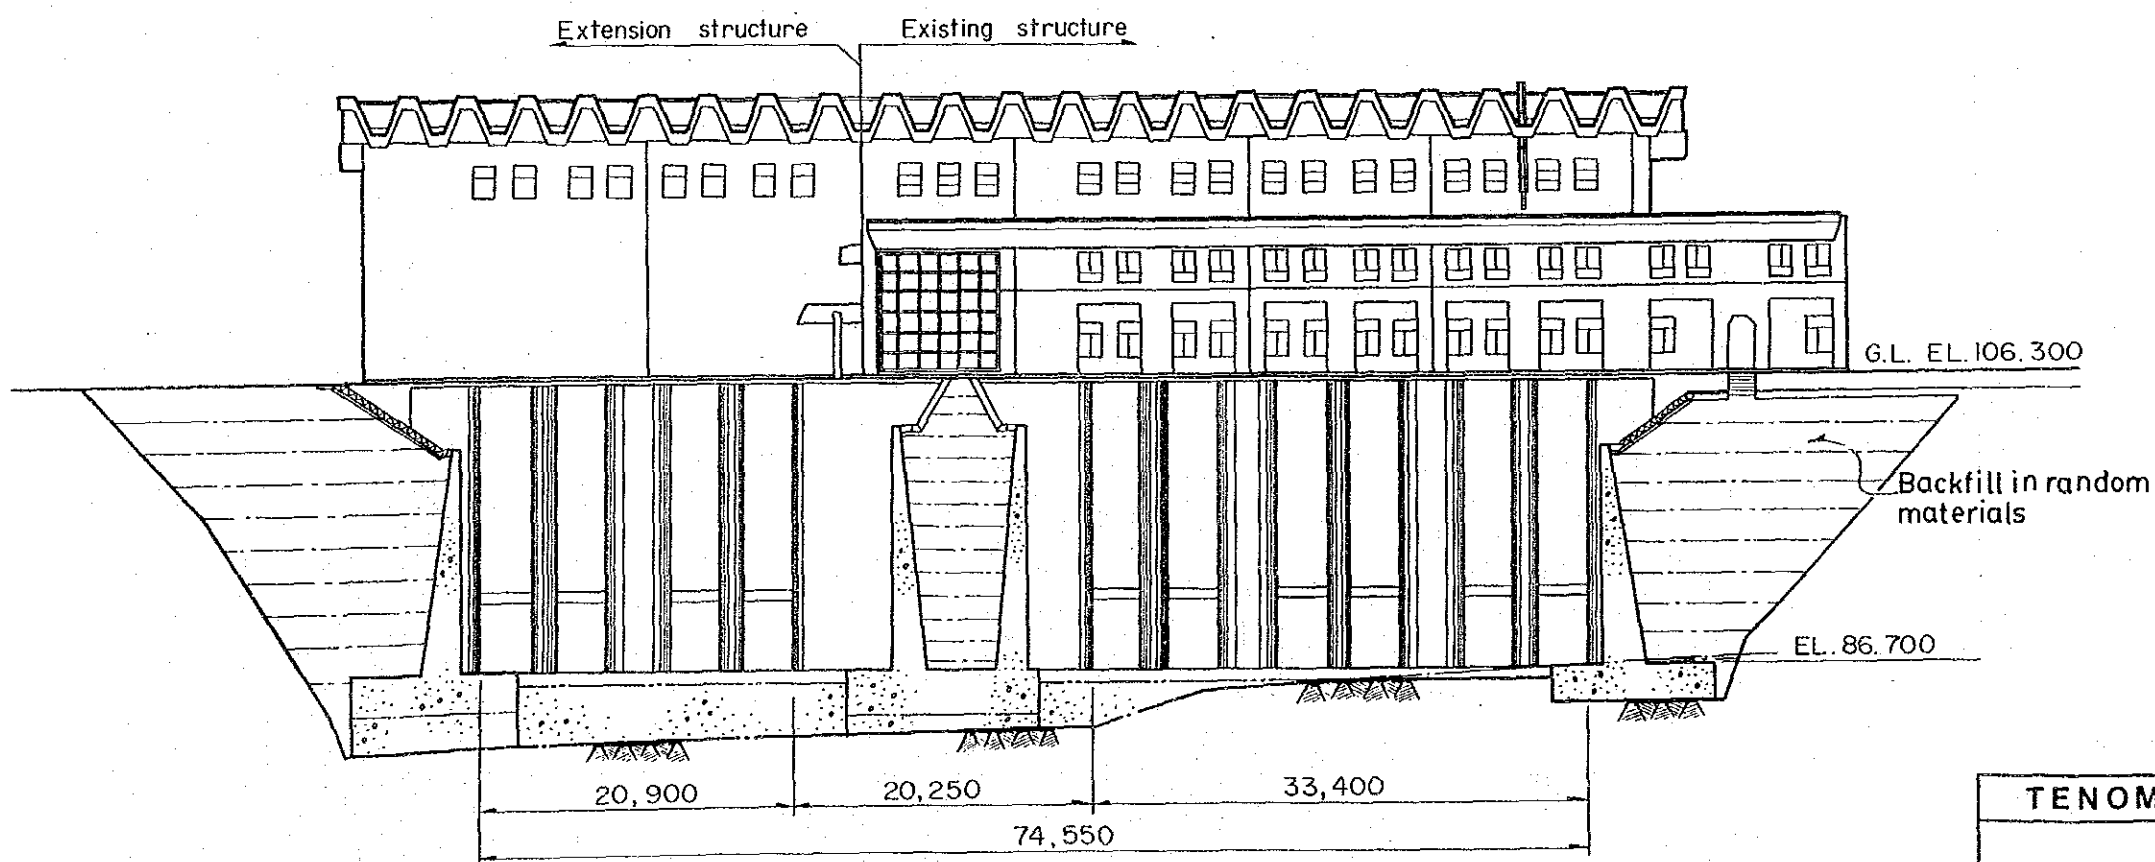 Extension structure
Existing structure
G.L. EL.106.300
Backfill in random
materials
EL. 86.700
20,900
20,250
33,400
74,550
TENOM